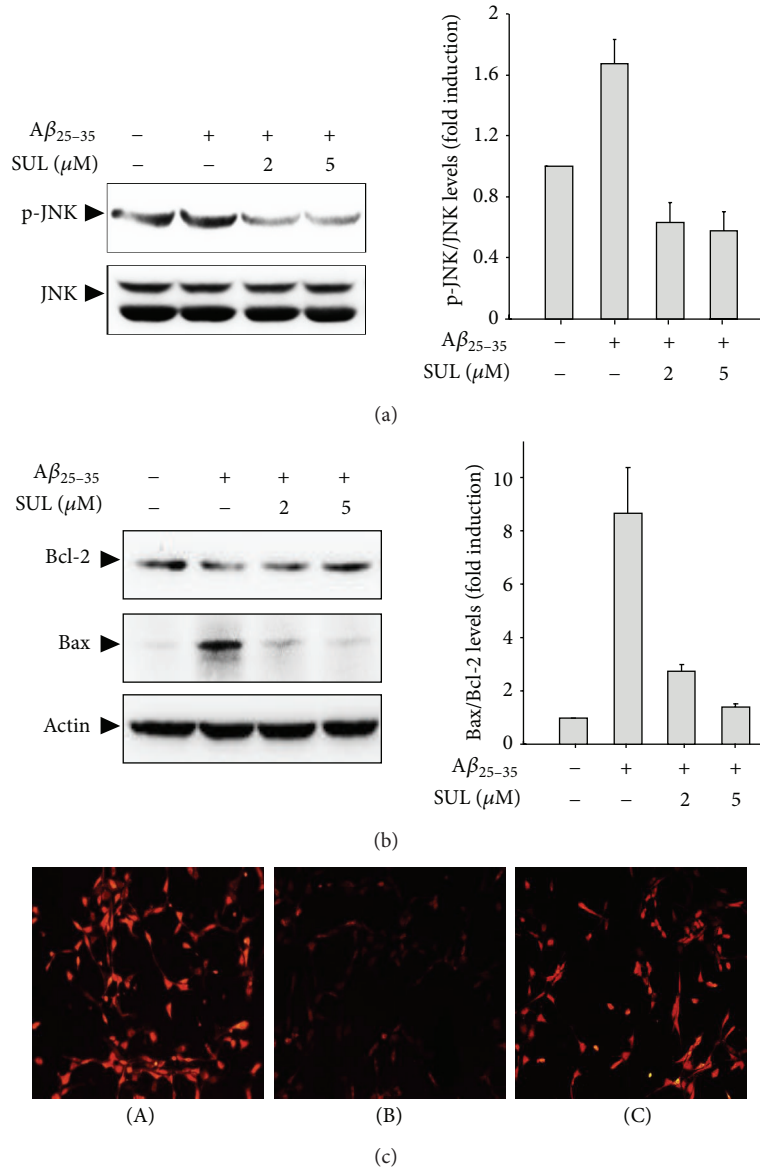 Aβ25–35 – + + +
SUL (μM) – – 2 5
p-JNK
JNK
p-JNK/JNK levels (fold induction)
2
1.6
1.2
0.8
0.4
0
Aβ25–35 – + + +
SUL (μM) – – 2 5
(a)
Aβ25–35 – + + +
SUL (μM) – – 2 5
Bcl-2
Bax
Actin
Bax/Bcl-2 levels (fold induction)
10
8
6
4
2
0
Aβ25–35 – + + +
SUL (μM) – – 2 5
(b)
(A) (B) (C)
(c)